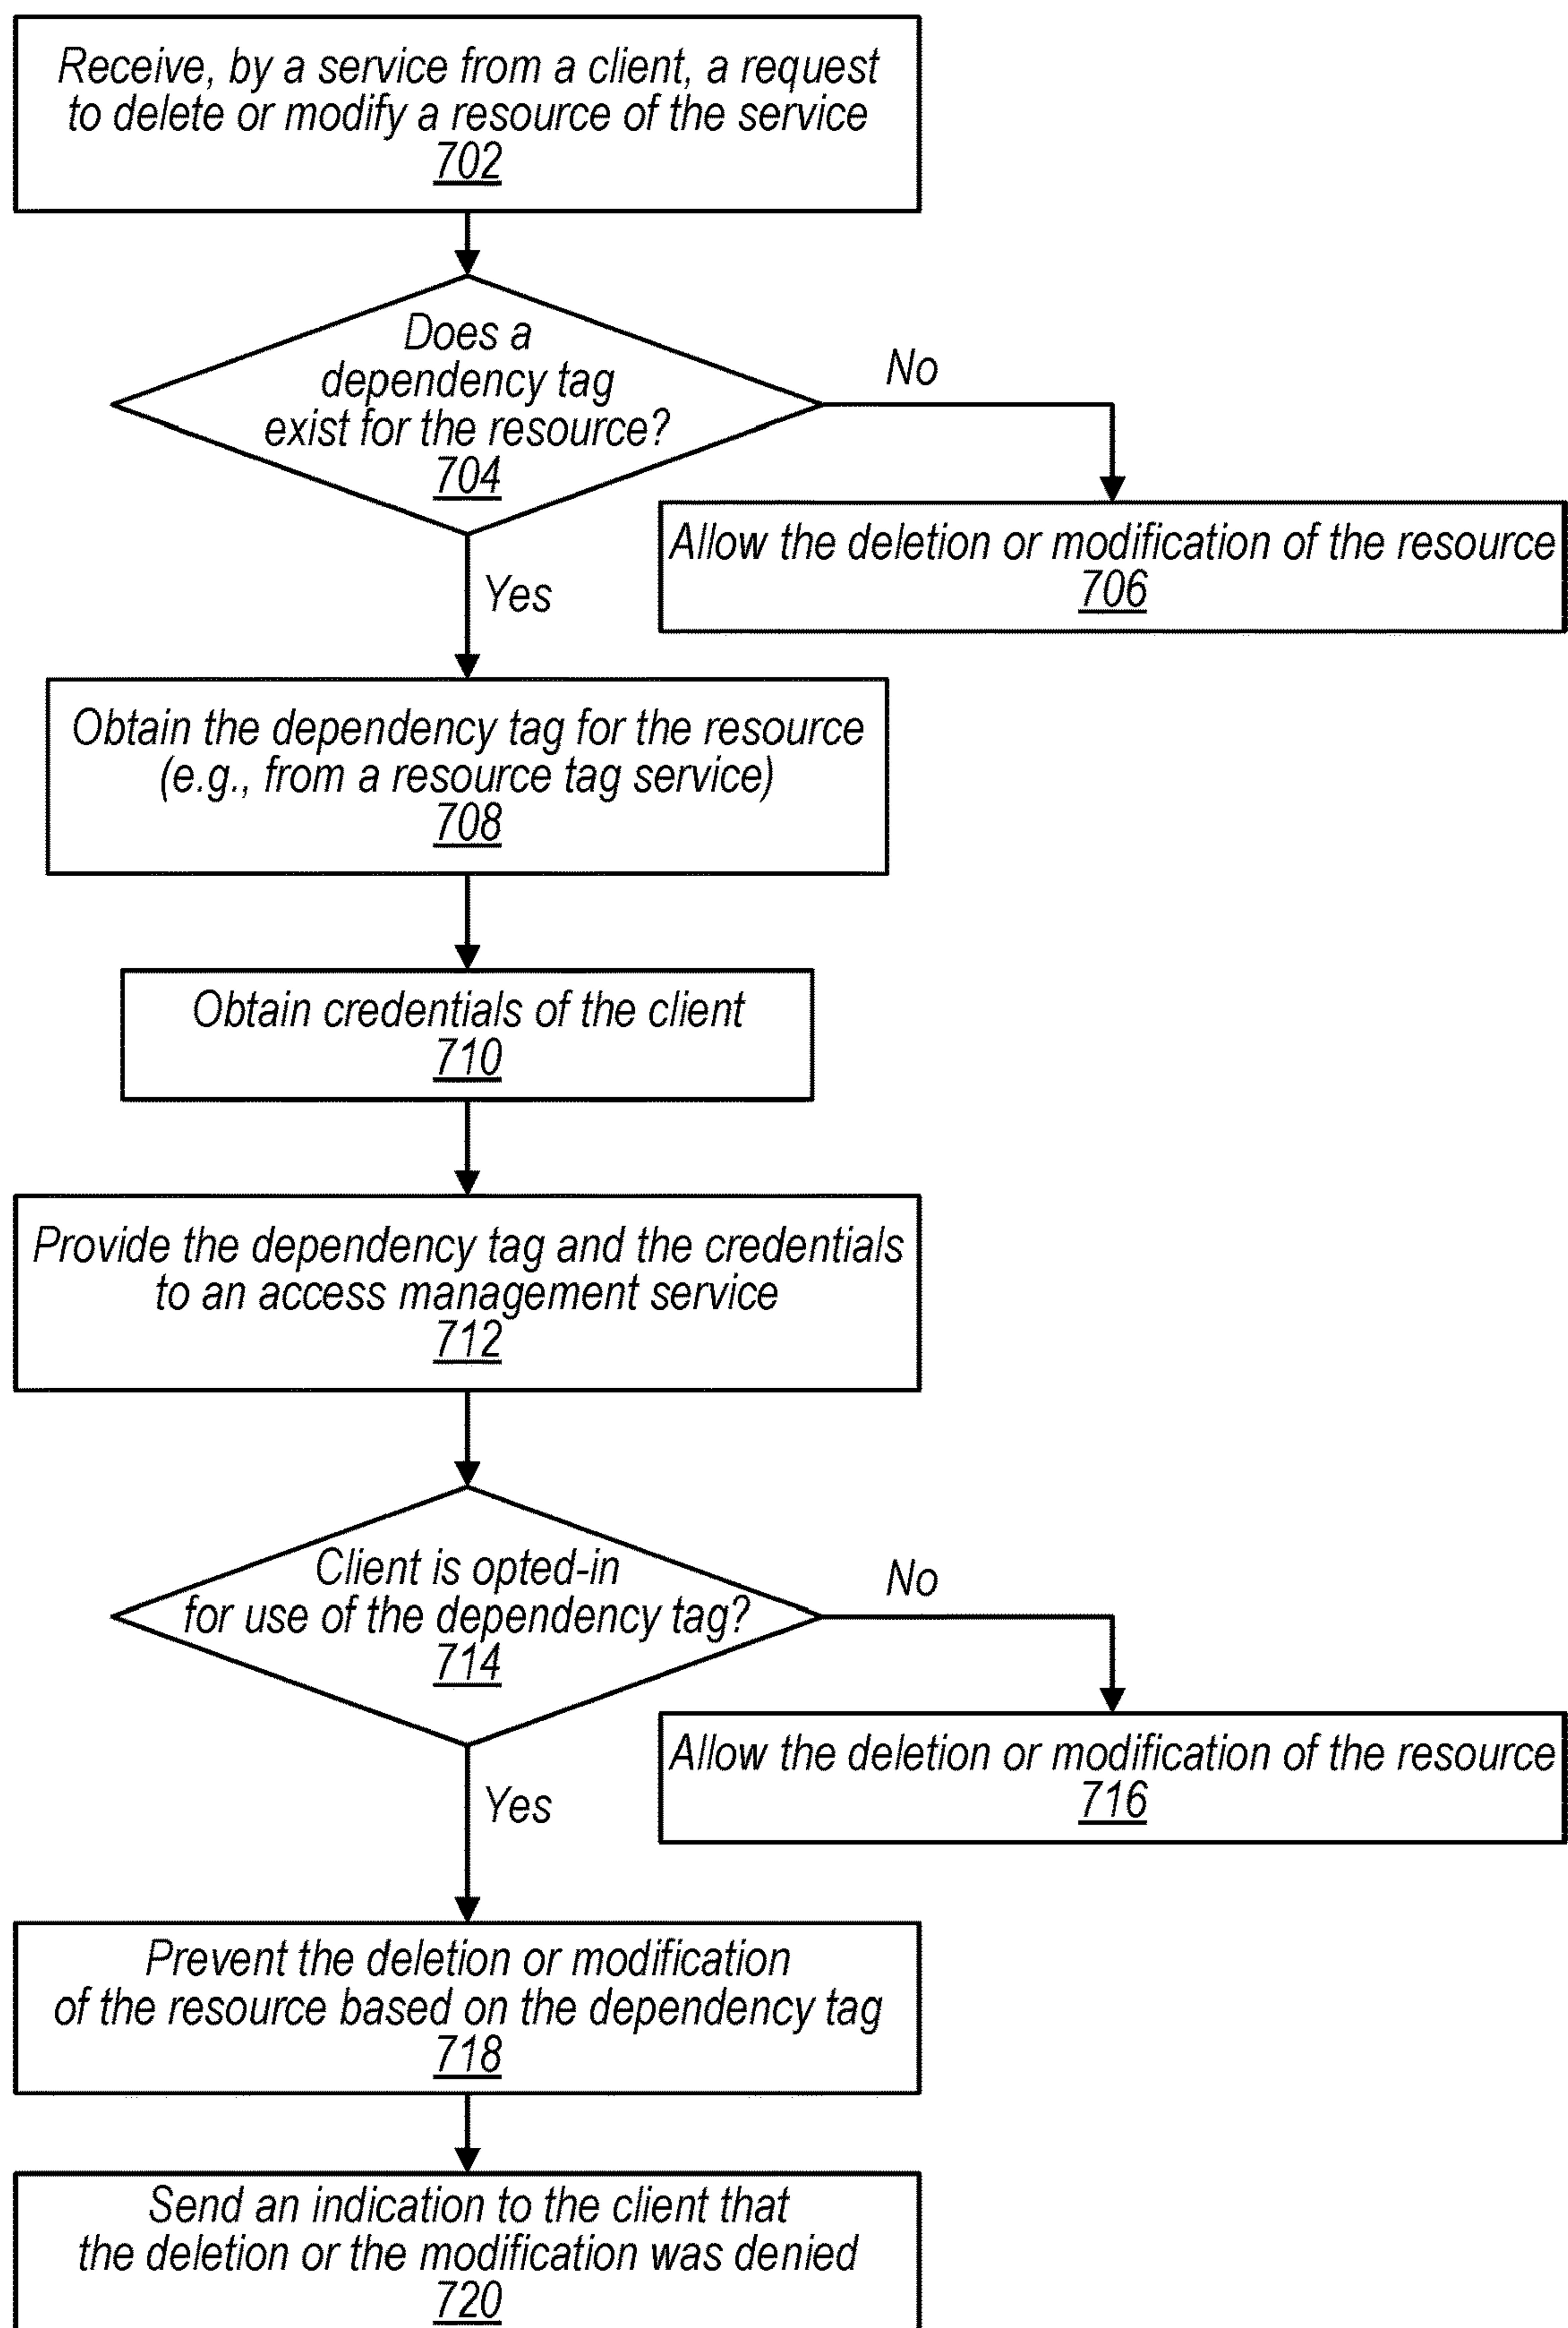 Receive, by a service from a client, a request
to delete or modify a resource of the service
702
Does a
dependency tag
exist for the resource?
704
No
Allow the deletion or modification of the resource
706
Yes
Obtain the dependency tag for the resource
(e.g., from a resource tag service)
708
Obtain credentials of the client
710
Provide the dependency tag and the credentials
to an access management service
712
Client is opted-in
for use of the dependency tag?
714
No
Allow the deletion or modification of the resource
716
Yes
Prevent the deletion or modification
of the resource based on the dependency tag
718
Send an indication to the client that
the deletion or the modification was denied
720